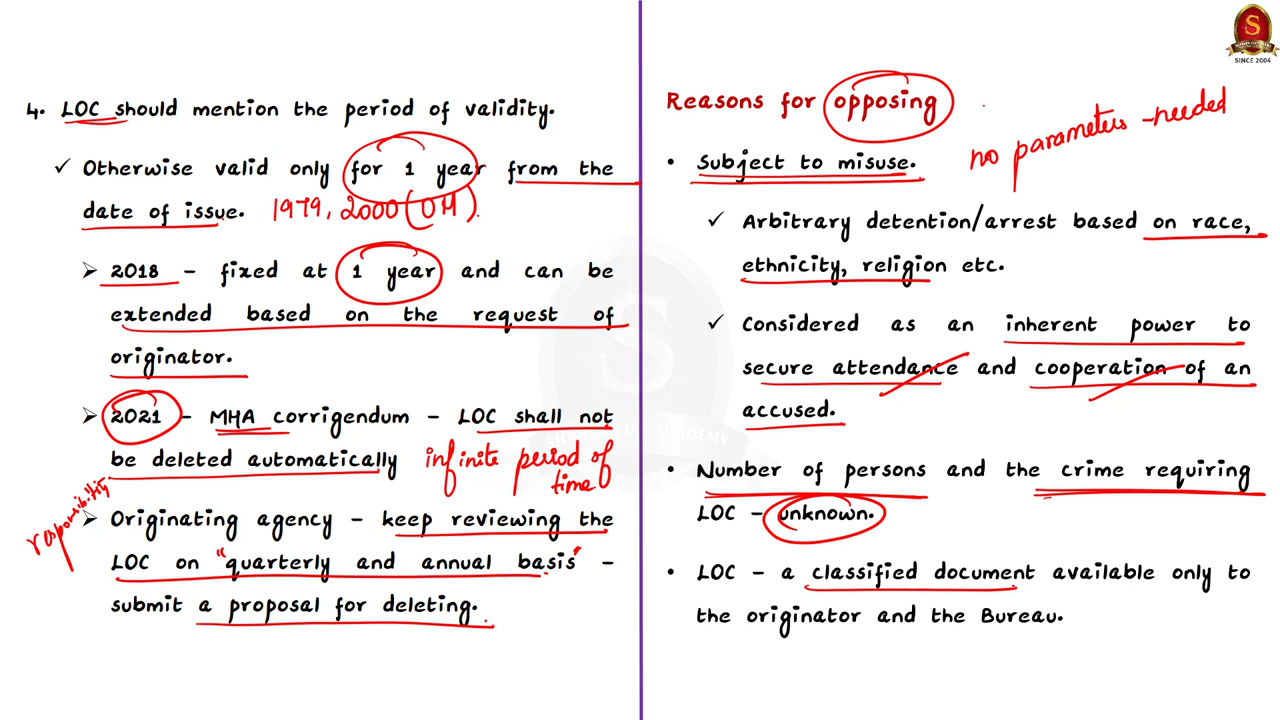 4. LOC should mention the period of validity.
✓ Otherwise valid only for 1 year from the
date of issue. 1979, 2000 (OM).
➤ 2018 – fixed at 1 year and can be
extended based on the request of
originator.
➤ 2021 – MHA corrigendum – LOC shall not
be deleted automatically infinite period of
time
responsibility
➤ Originating agency – keep reviewing the
LOC on "quarterly and annual basis" –
submit a proposal for deleting.
S
SINCE 2004
Reasons for opposing
no parameters - needed
• Subject to misuse.
✓ Arbitrary detention/arrest based on race,
ethnicity, religion etc.
✓ Considered as an inherent power to
secure attendance and cooperation of an
accused.
• Number of persons and the crime requiring
LOC – unknown.
• LOC – a classified document available only to
the originator and the Bureau.